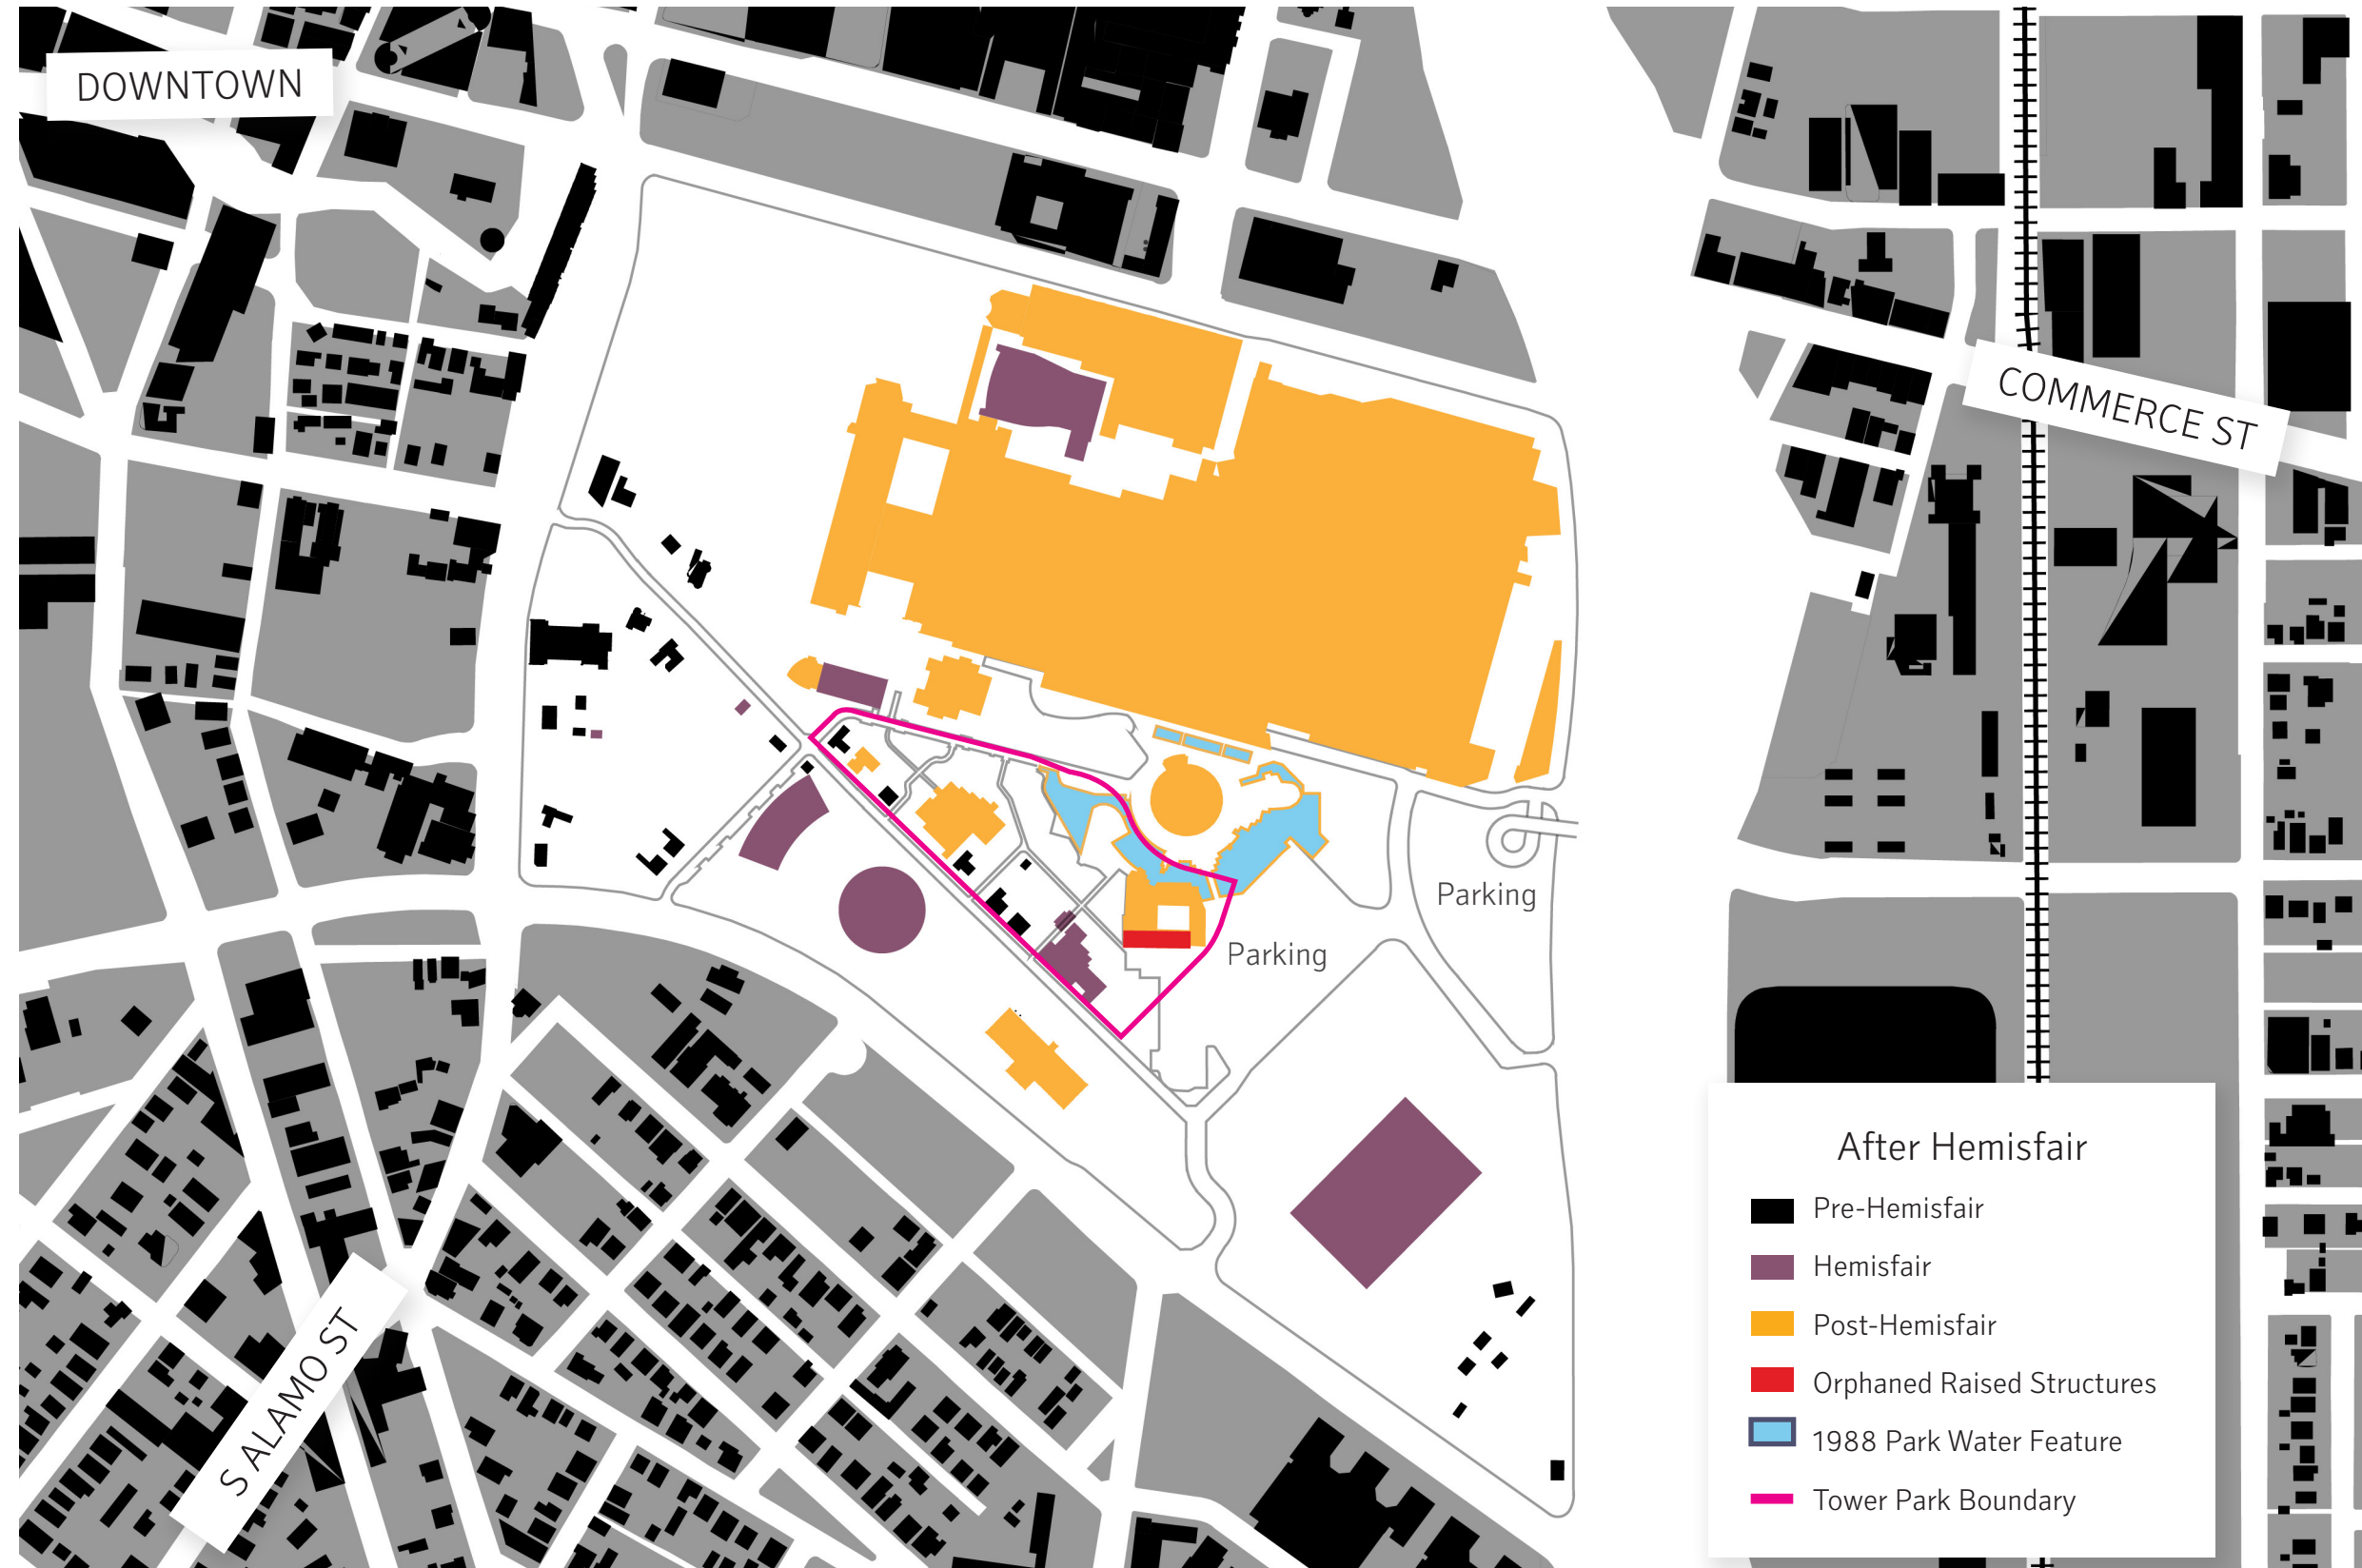 DOWNTOWN
COMMERCE ST
Parking
Parking
S ALAMO ST
After Hemisfair
Pre-Hemisfair
Hemisfair
Post-Hemisfair
Orphaned Raised Structures
1988 Park Water Feature
Tower Park Boundary